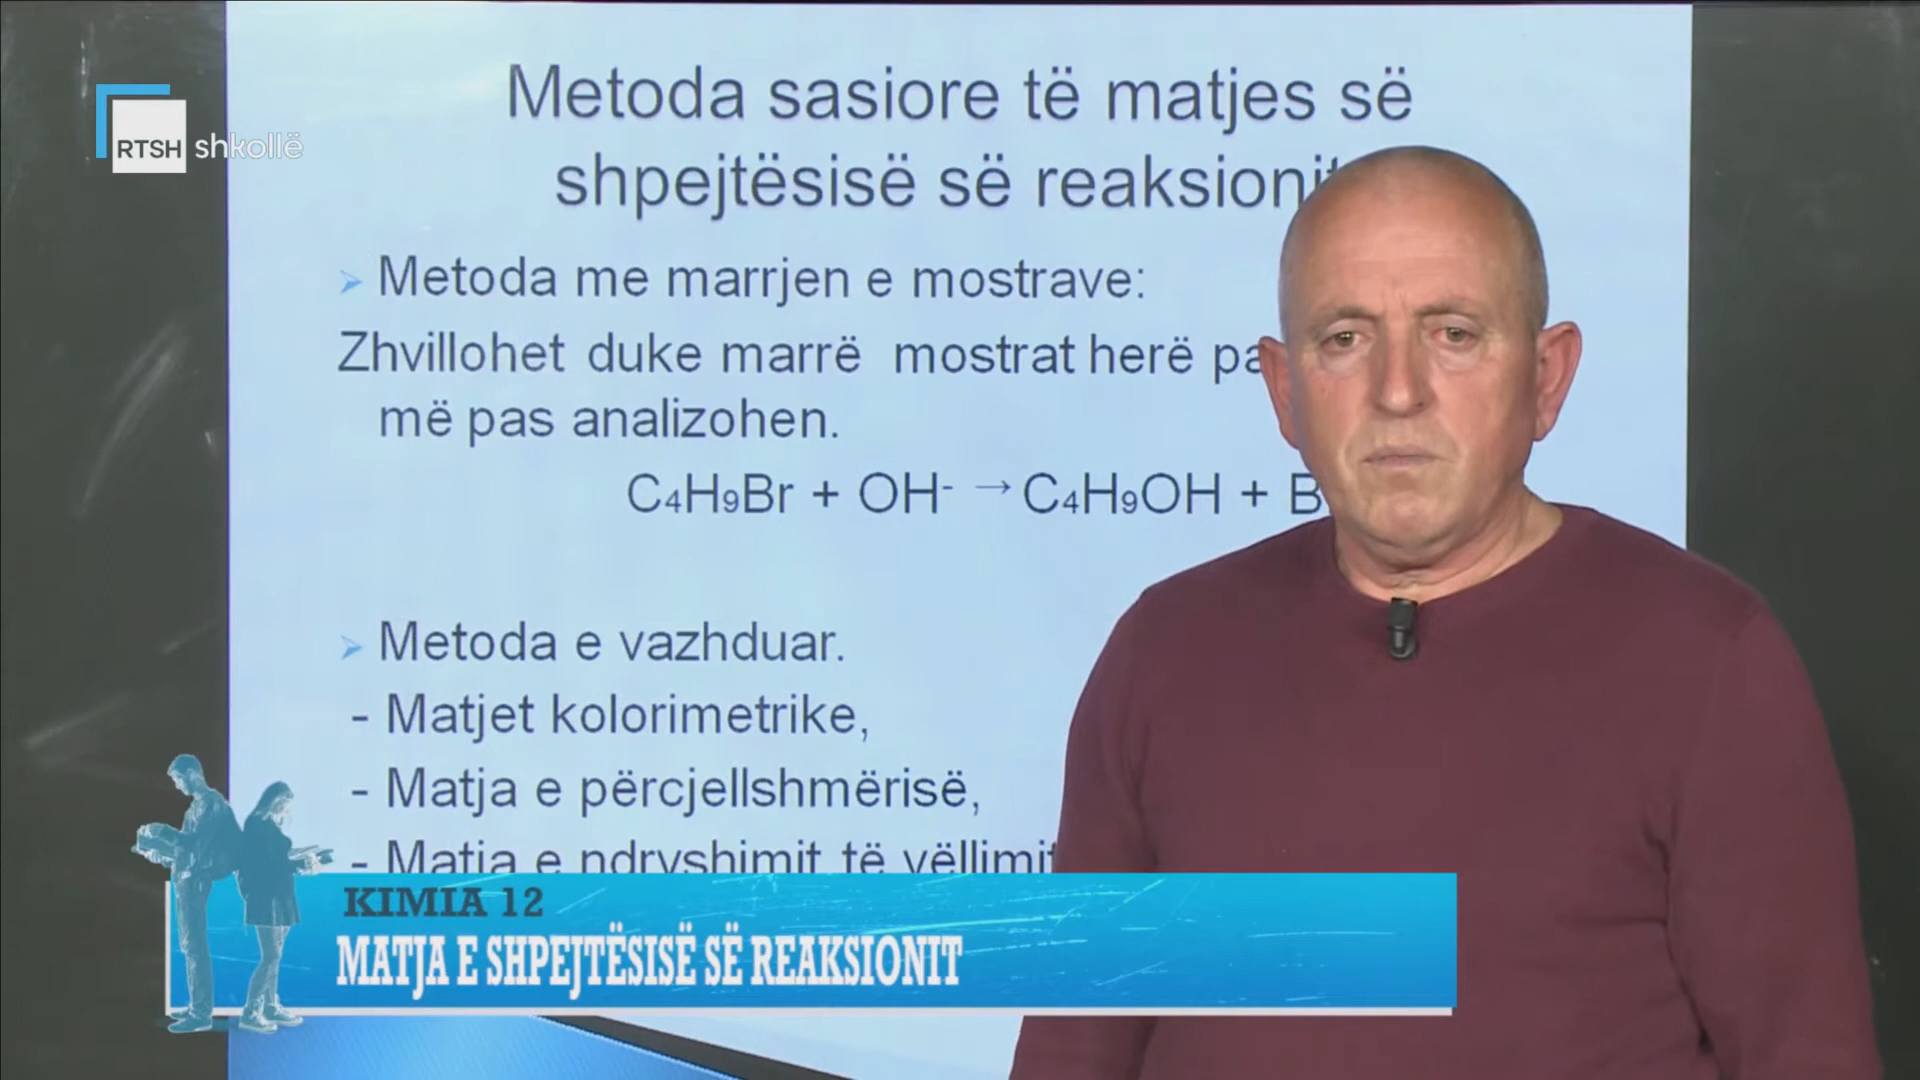 RTSH shkollë
Metoda sasiore të matjes së
shpejtësisë së reaksionit
➢ Metoda me marrjen e mostrave:
Zhvillohet duke marrë mostrat herë
më pas analizohen.
C₄H₉Br + OH⁻ → C₄H₉OH +
➢ Metoda e vazhduar.
- Matjet kolorimetrike,
- Matja e përcjellshmërisë,
- Matja e ndryshimit të vëllimit
KIMIA 12
MATJA E SHPEJTËSISË SË REAKSIONIT